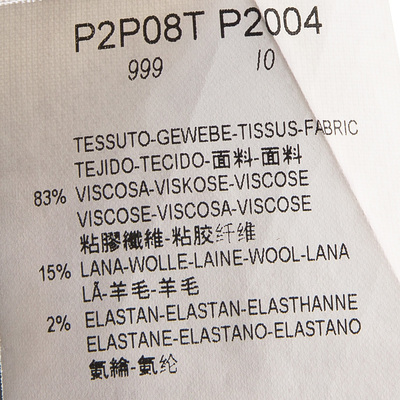 P2P08T P2004
999 10
TESSUTO-GEWEBE-TISSUS-FABRIC
TEJIDO-TECIDO-面料-面料
83% VISCOSA-VISKOSE-VISCOSE
VISCOSE-VISCOSA-VISCOSE
粘膠纖維-粘胶纤维
15% LANA-WOLLE-LAINE-WOOL-LANA
LÃ-羊毛-羊毛
2% ELASTAN-ELASTAN-ELASTHANNE
ELASTANE-ELASTANO-ELASTANO
氨綸-氨纶